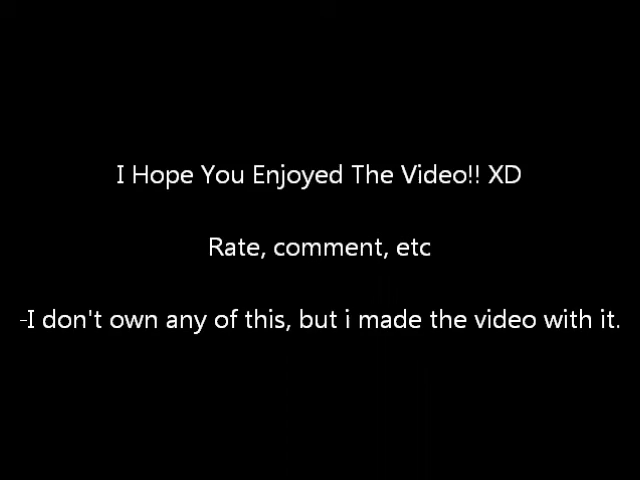 I Hope You Enjoyed The Video!! XD
Rate, comment, etc
-I don't own any of this, but i made the video with it.